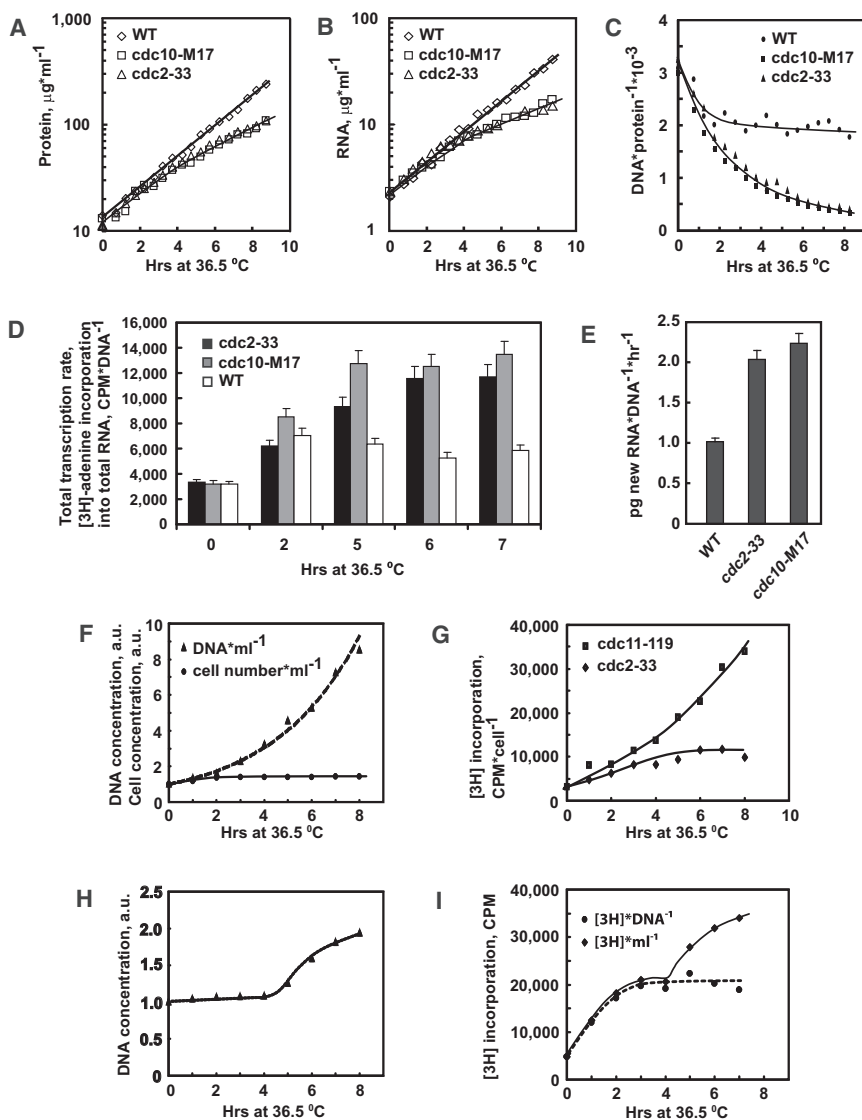 A
Protein, µg*ml⁻¹
1,000
100
10
0 2 4 6 8 10
Hrs at 36.5 ⁰C
WT
cdc10-M17
cdc2-33
B
RNA, µg*ml⁻¹
100
10
1
0 2 4 6 8 10
Hrs at 36.5 ⁰C
WT
cdc10-M17
cdc2-33
C
DNA*protein⁻¹*10⁻³
4
3
2
1
0
0 2 4 6 8
Hrs at 36.5 ⁰C
WT
cdc10-M17
cdc2-33
D
Total transcription rate,
[3H]-adenine incorporation
into total RNA, CPM*DNA⁻¹
16,000
14,000
12,000
10,000
8,000
6,000
4,000
2,000
0
0 2 5 6 7
Hrs at 36.5 ⁰C
cdc2-33
cdc10-M17
WT
E
pg new RNA*DNA⁻¹*hr⁻¹
2.5
2.0
1.5
1.0
0.5
0
WT
cdc2-33
cdc10-M17
F
DNA concentration, a.u.
Cell concentration, a.u.
10
8
6
4
2
0
0 2 4 6 8
Hrs at 36.5 ⁰C
DNA*ml⁻¹
cell number*ml⁻¹
G
[3H] incorporation,
CPM*cell⁻¹
40,000
30,000
20,000
10,000
0
0 2 4 6 8 10
Hrs at 36.5 ⁰C
cdc11-119
cdc2-33
H
DNA concentration, a.u.
2.5
2.0
1.5
1.0
0.5
0.0
0 2 4 6 8
Hrs at 36.5 ⁰C
I
[3H] incorporation, CPM
40,000
30,000
20,000
10,000
0
0 2 4 6 8
Hrs at 36.5 ⁰C
[3H]*DNA⁻¹
[3H]*ml⁻¹